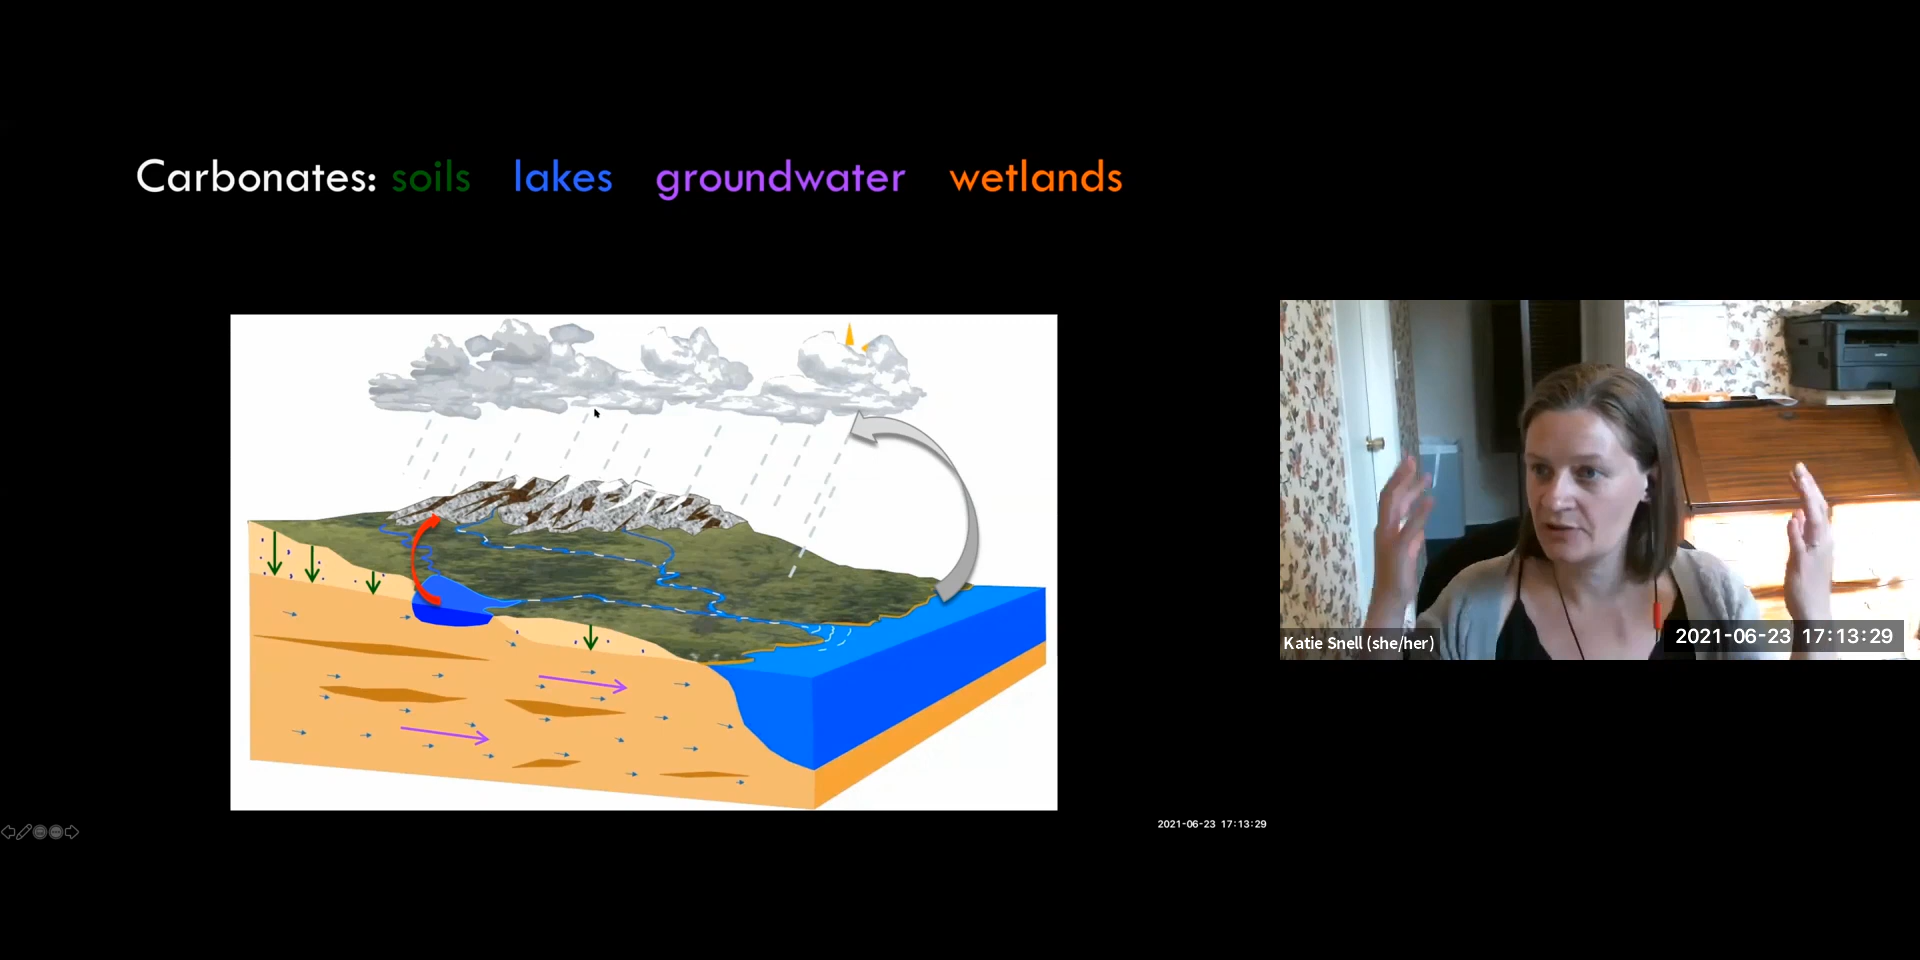 Carbonates: soils lakes groundwater wetlands
Katie Snell (she/her)
2021-06-23 17:13:29
2021-06-23 17:13:29